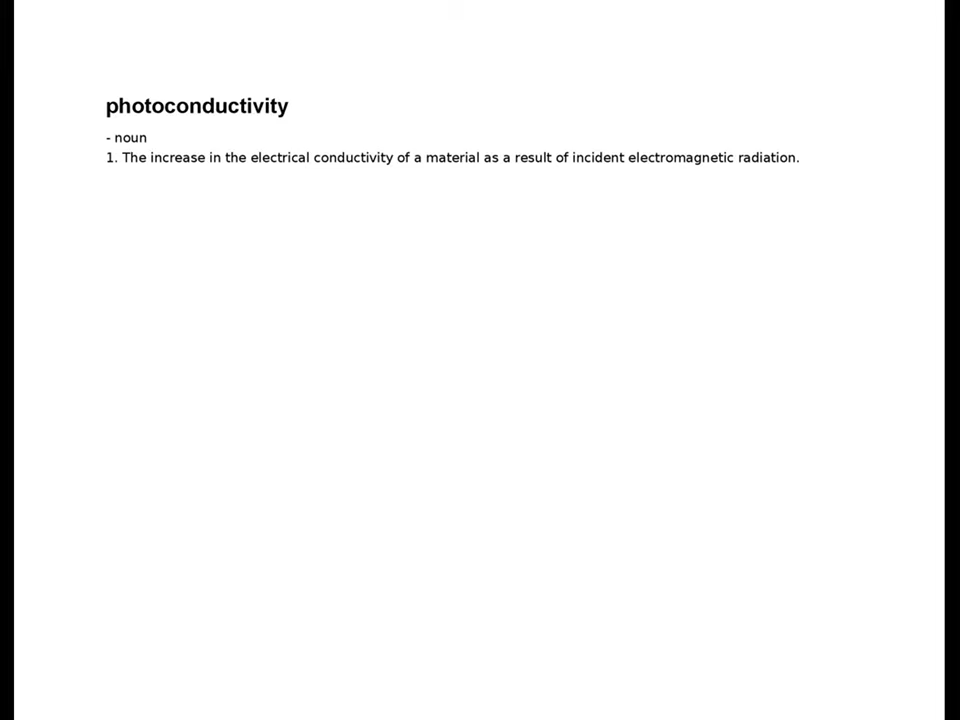 photoconductivity
- noun
1. The increase in the electrical conductivity of a material as a result of incident electromagnetic radiation.